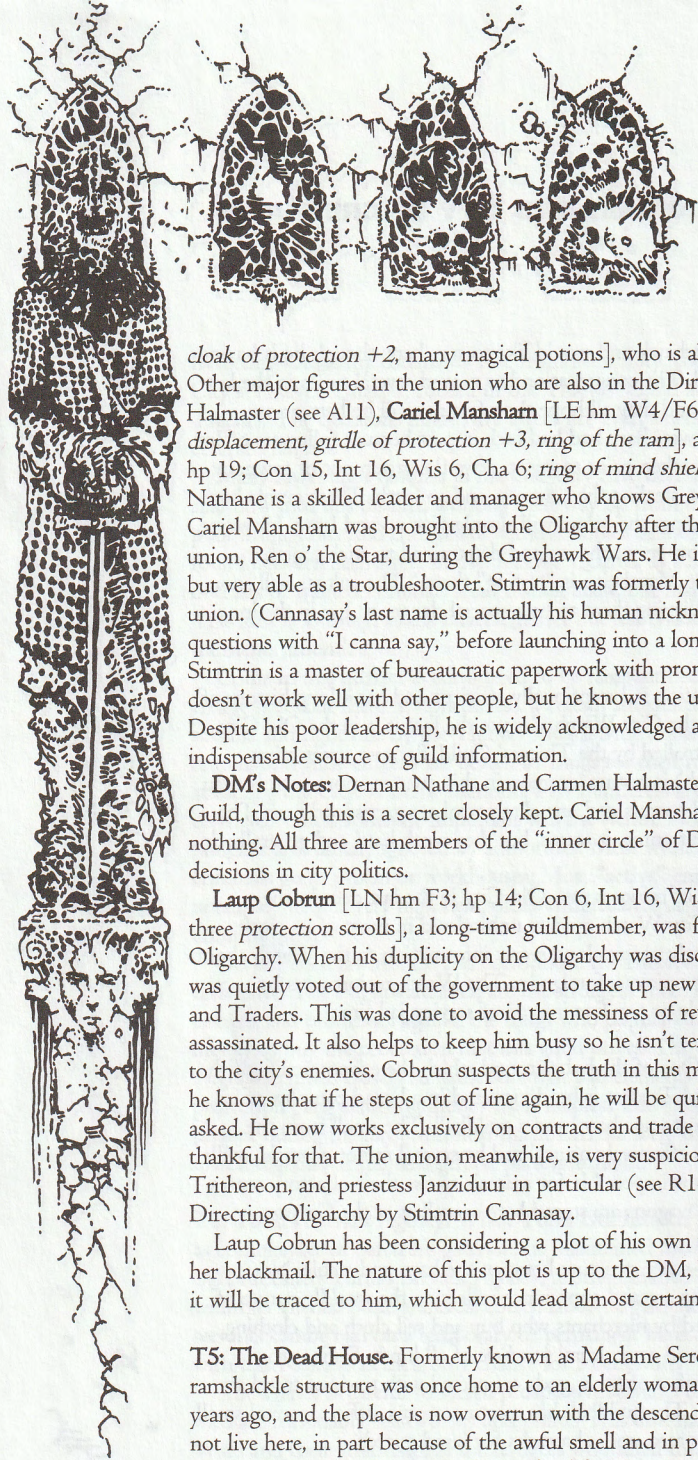 cloak of protection +2, many magical potions], who is al
Other major figures in the union who are also in the Dir
Halmaster (see A11), Cariel Mansharn [LE hm W4/F6
displacement, girdle of protection +3, ring of the ram], a
hp 19; Con 15, Int 16, Wis 6, Cha 6; ring of mind shie
Nathane is a skilled leader and manager who knows Grey
Cariel Mansharn was brought into the Oligarchy after th
union, Ren o' the Star, during the Greyhawk Wars. He i
but very able as a troubleshooter. Stimtrin was formerly
union. (Cannasay's last name is actually his human nickn
questions with “I canna say,” before launching into a lon
Stimtrin is a master of bureaucratic paperwork with pro
doesn't work well with other people, but he knows the u
Despite his poor leadership, he is widely acknowledged a
indispensable source of guild information.
DM's Notes: Dernan Nathane and Carmen Halmaste
Guild, though this is a secret closely kept. Cariel Mansha
nothing. All three are members of the “inner circle” of D
decisions in city politics.
Laup Cobrun [LN hm F3; hp 14; Con 6, Int 16, Wi
three protection scrolls], a long-time guildmember, was f
Oligarchy. When his duplicity on the Oligarchy was disc
was quietly voted out of the government to take up new
and Traders. This was done to avoid the messiness of re
assassinated. It also helps to keep him busy so he isn't te
to the city's enemies. Cobrun suspects the truth in this m
he knows that if he steps out of line again, he will be qui
asked. He now works exclusively on contracts and trade
thankful for that. The union, meanwhile, is very suspicio
Trithereon, and priestess Janziduur in particular (see R1
Directing Oligarchy by Stimtrin Cannasay.
Laup Cobrun has been considering a plot of his own
her blackmail. The nature of this plot is up to the DM,
it will be traced to him, which would lead almost certain
T5: The Dead House. Formerly known as Madame Ser
ramshackle structure was once home to an elderly woma
years ago, and the place is now overrun with the descend
not live here, in part because of the awful smell and in p